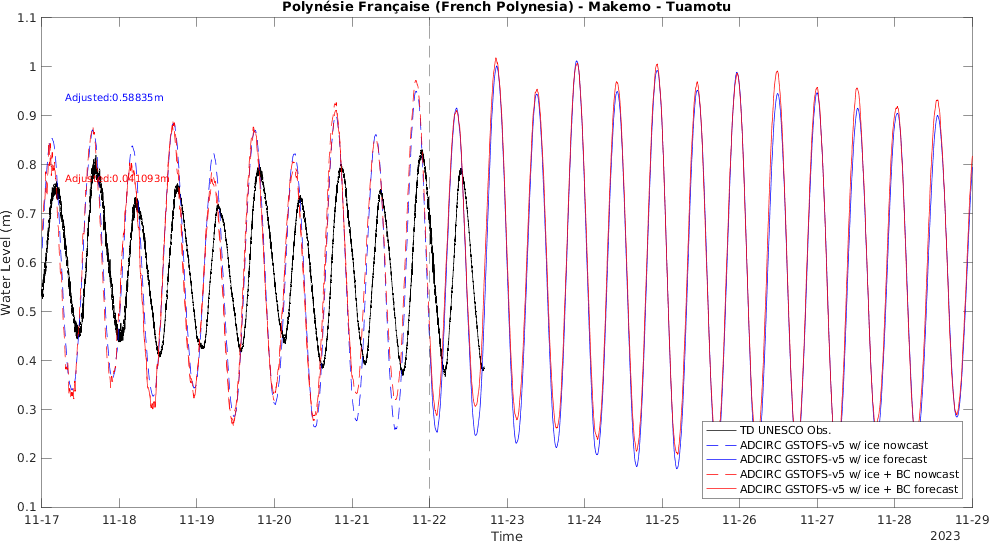 Polynésie Française (French Polynesia) - Makemo - Tuamotu
1.1
1
0.9
0.8
0.7
0.6
0.5
0.4
0.3
0.2
0.1
Water Level (m)
Adjusted:0.58835m
Adjusted:0.041093m
TD UNESCO Obs.
ADCIRC GSTOFS-v5 w/ ice nowcast
ADCIRC GSTOFS-v5 w/ ice forecast
ADCIRC GSTOFS-v5 w/ ice + BC nowcast
ADCIRC GSTOFS-v5 w/ ice + BC forecast
11-17 11-18 11-19 11-20 11-21 11-22 11-23 11-24 11-25 11-26 11-27 11-28 11-29
Time
2023